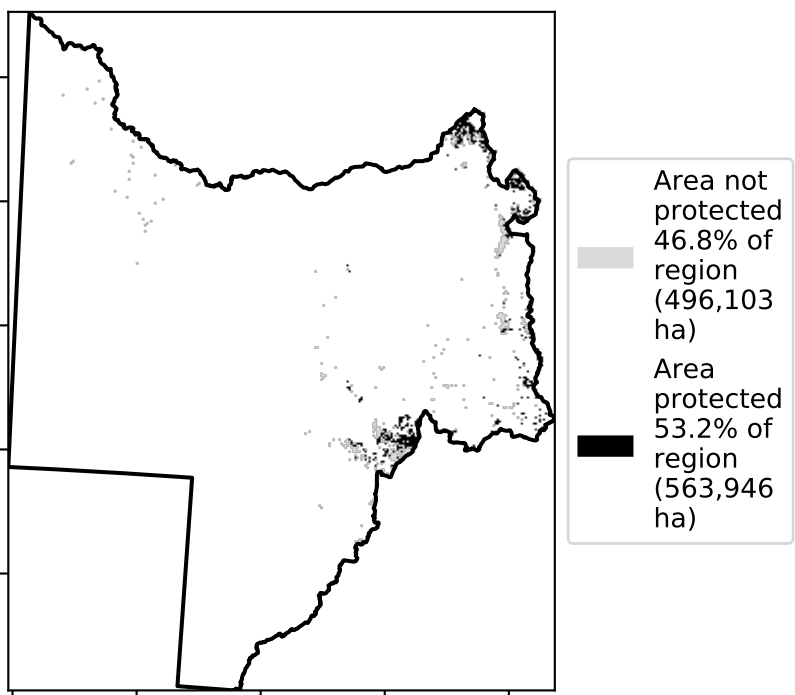 Area not
protected
46.8% of
region
(496,103
ha)
Area
protected
53.2% of
region
(563,946
ha)